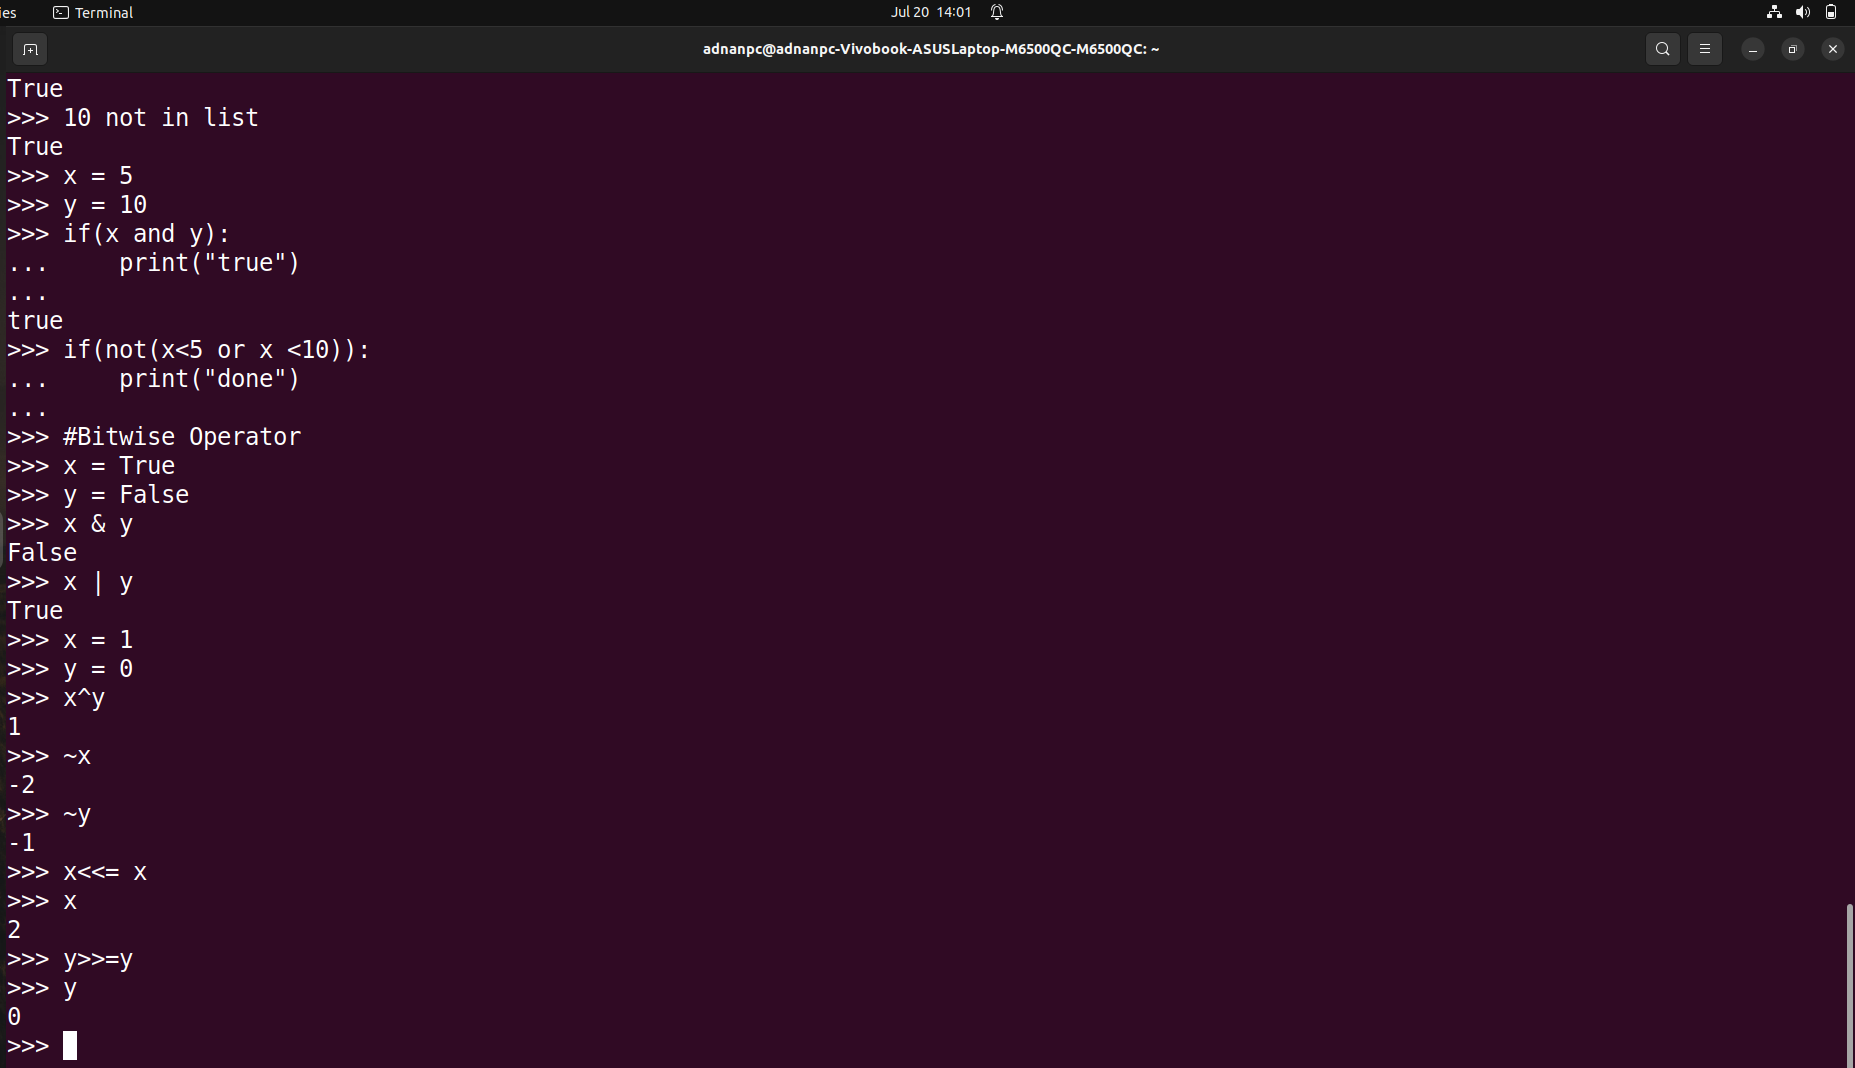 ies Terminal Jul 20 14:01
adnanpc@adnanpc-Vivobook-ASUSLaptop-M6500QC-M6500QC: ~
True
>>> 10 not in list
True
>>> x = 5
>>> y = 10
>>> if(x and y):
...     print("true")
...
true
>>> if(not(x<5 or x <10)):
...     print("done")
...
>>> #Bitwise Operator
>>> x = True
>>> y = False
>>> x & y
False
>>> x | y
True
>>> x = 1
>>> y = 0
>>> x^y
1
>>> ~x
-2
>>> ~y
-1
>>> x<<= x
>>> x
2
>>> y>>=y
>>> y
0
>>>